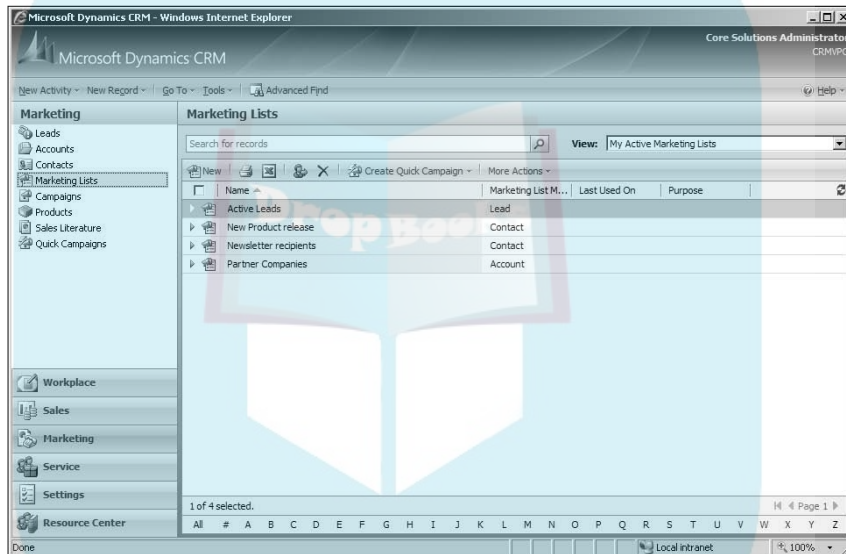 Microsoft Dynamics CRM - Windows Internet Explorer
Microsoft Dynamics CRM
Core Solutions Administrator
CRMVPC
New Activity New Record Go To Tools Advanced Find Help
Marketing
Leads
Accounts
Contacts
Marketing Lists
Campaigns
Products
Sales Literature
Quick Campaigns
Workplace
Sales
Marketing
Service
Settings
Resource Center
Marketing Lists
Search for records
View: My Active Marketing Lists
New Create Quick Campaign More Actions
Name Marketing List M... Last Used On Purpose
Active Leads Lead
New Product release Contact
Newsletter recipients Contact
Partner Companies Account
DropBooks
1 of 4 selected. Page 1
All # A B C D E F G H I J K L M N O P Q R S T U V W X Y Z
Done Local intranet 100%